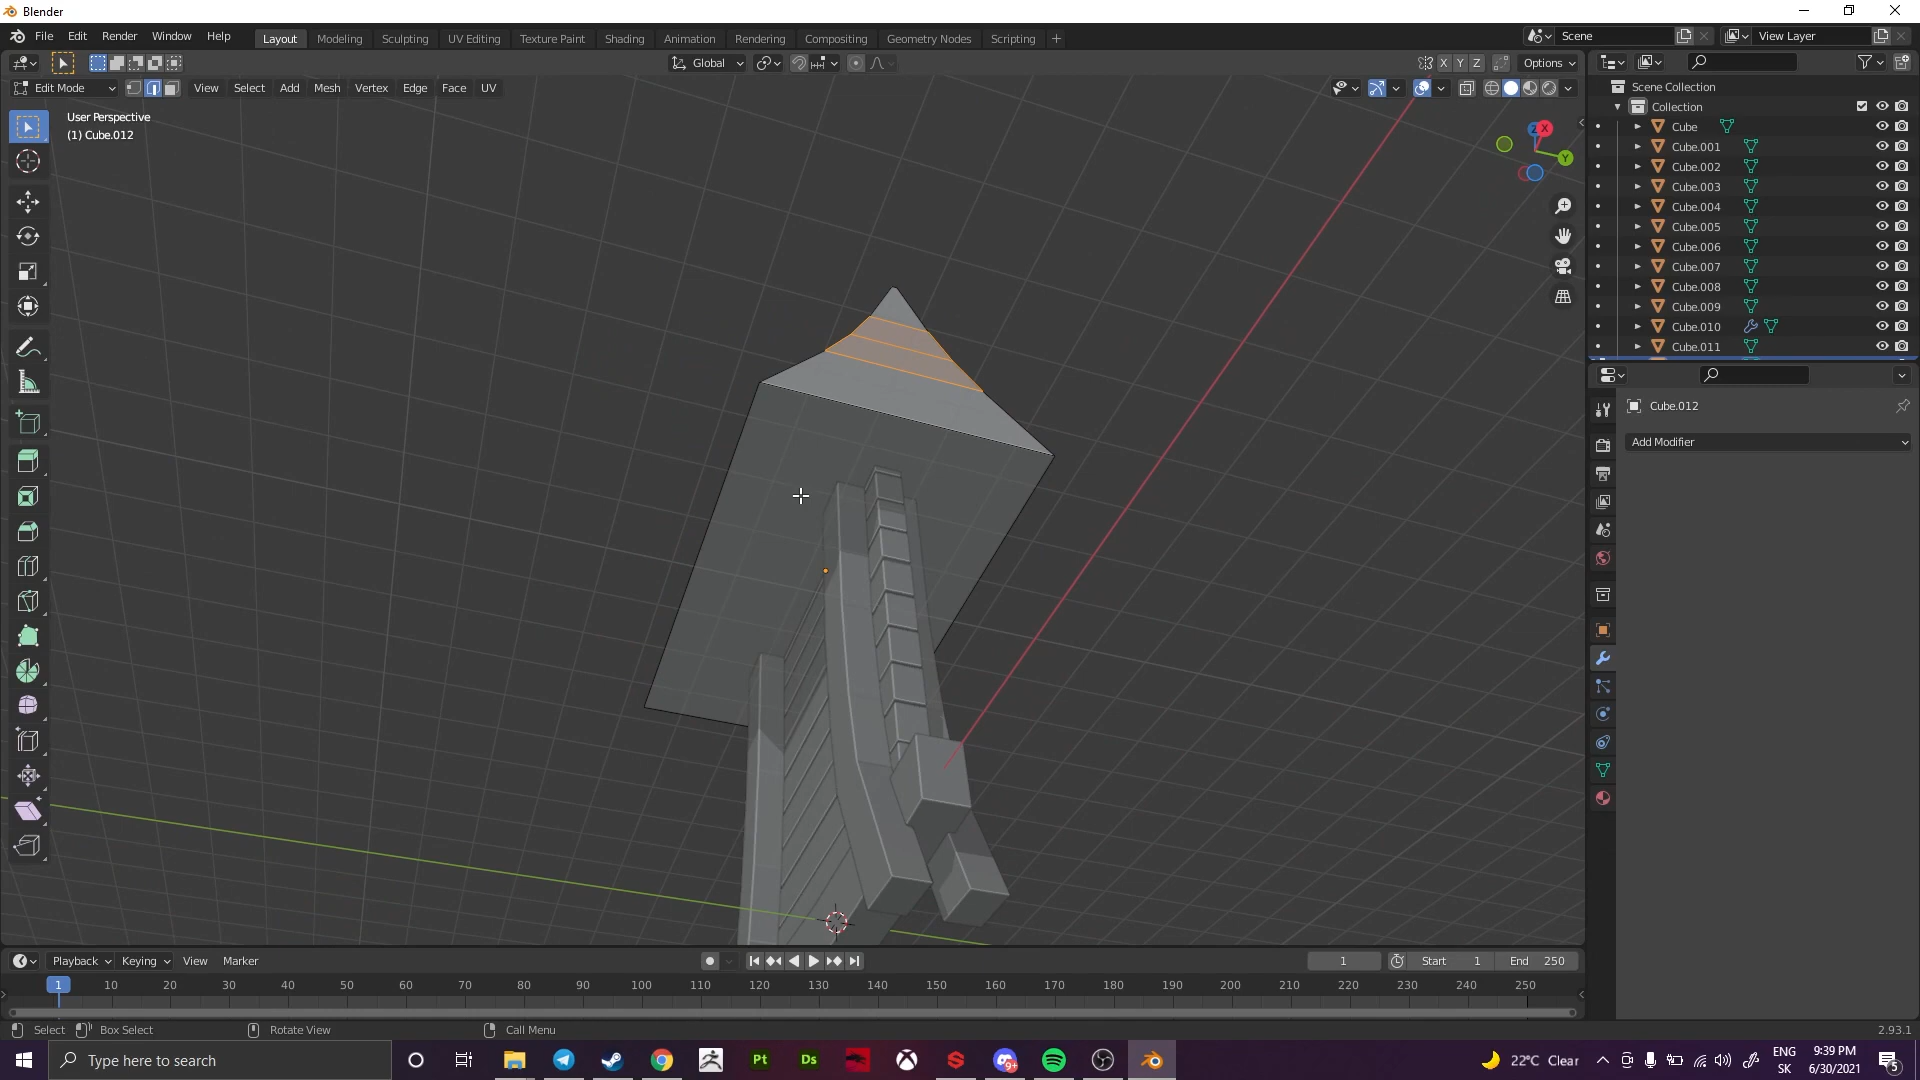 Blender
File Edit Render Window Help
Layout Modeling Sculpting UV Editing Texture Paint Shading Animation Rendering Compositing Geometry Nodes Scripting +
Scene View Layer
Global X Y Z Options
Edit Mode View Select Add Mesh Vertex Edge Face UV
User Perspective
(1) Cube.012
Z X Y
Scene Collection
Collection
Cube
Cube.001
Cube.002
Cube.003
Cube.004
Cube.005
Cube.006
Cube.007
Cube.008
Cube.009
Cube.010
Cube.011
Cube.012
Add Modifier
Playback Keying View Marker 1 Start 1 End 250
1 10 20 30 40 50 60 70 80 90 100 110 120 130 140 150 160 170 180 190 200 210 220 230 240 250
Select Box Select Rotate View Call Menu 2.93.1
Type here to search Pt Ds 9+ 22°C Clear ENG 9:39 PM
SK 6/30/2021 5